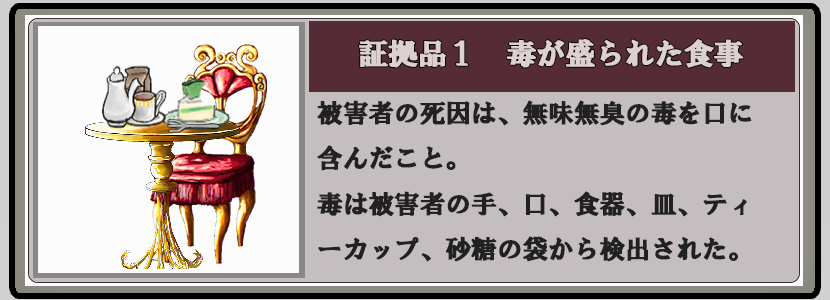 証拠品１　毒が盛られた食事
被害者の死因は、無味無臭の毒を口に
含んだこと。
毒は被害者の手、口、食器、皿、ティ
ーカップ、砂糖の袋から検出された。